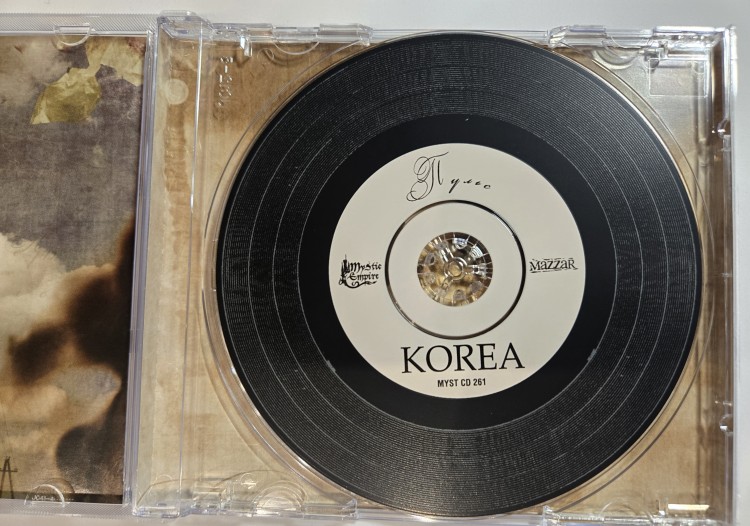 Пульс
Mystic
Empire
MAZZAR
KOREA
MYST CD 261